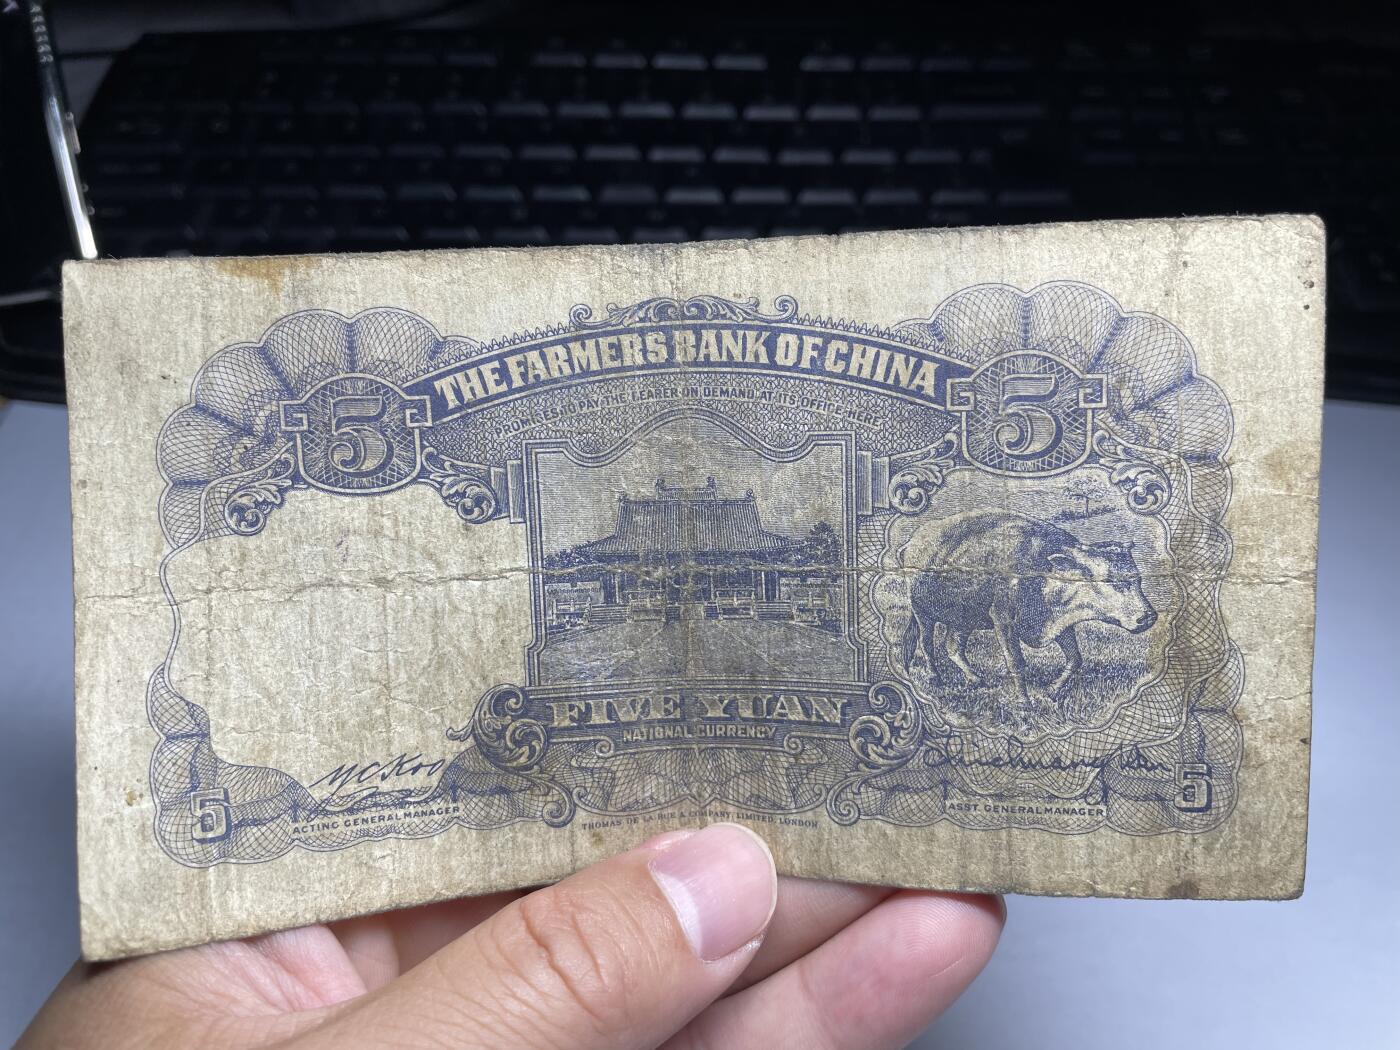 THE FARMERS BANK OF CHINA
PROMISES TO PAY THE BEARER ON DEMAND AT ITS OFFICE HERE
5
5
FIVE YUAN
NATIONAL CURRENCY
5
5
ACTING GENERAL MANAGER
ASST GENERAL MANAGER
THOMAS DE LA RUE & COMPANY, LIMITED, LONDON